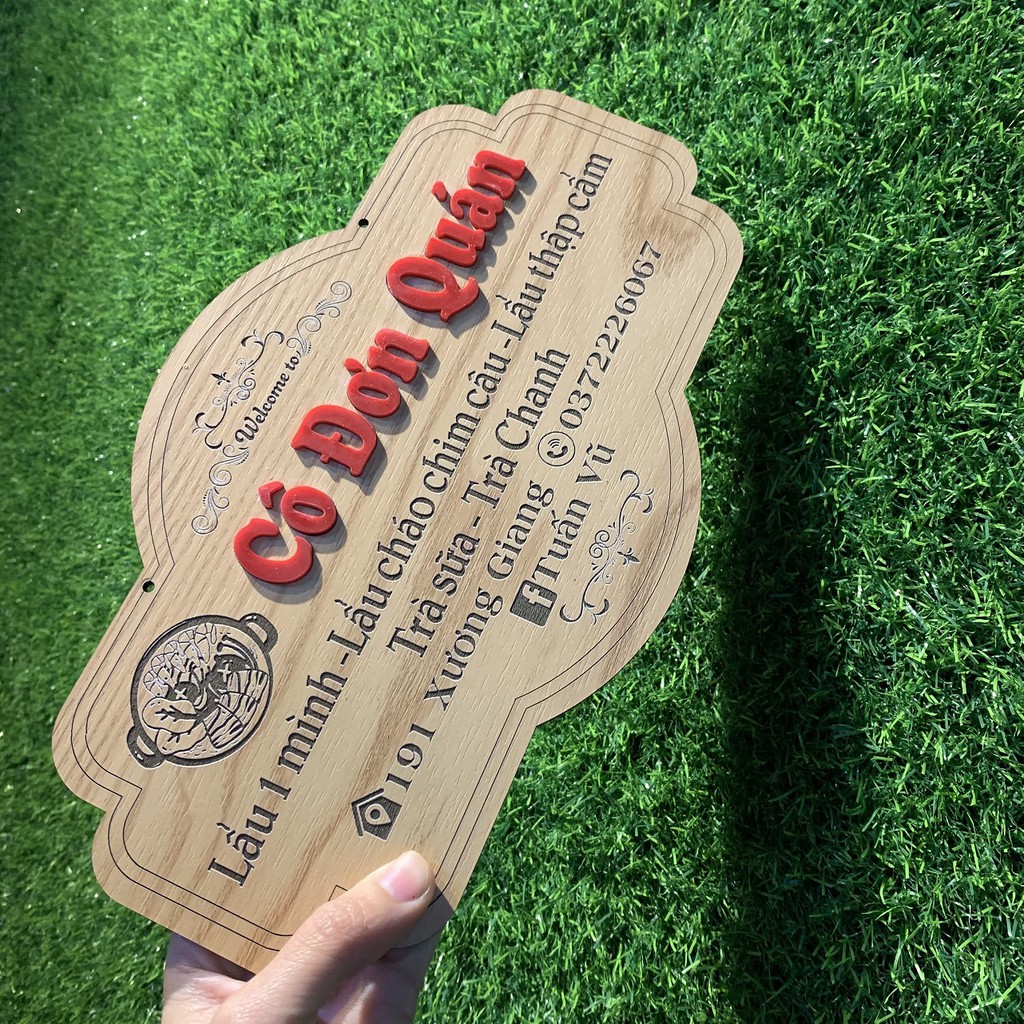 Welcome to
Cô Đơn Quán
Lẩu 1 mình -Lẩu cháo chim câu -Lẩu thập cẩm
Trà sữa - Trà Chanh
191 Xương Giang 0372226067
Tuấn vũ